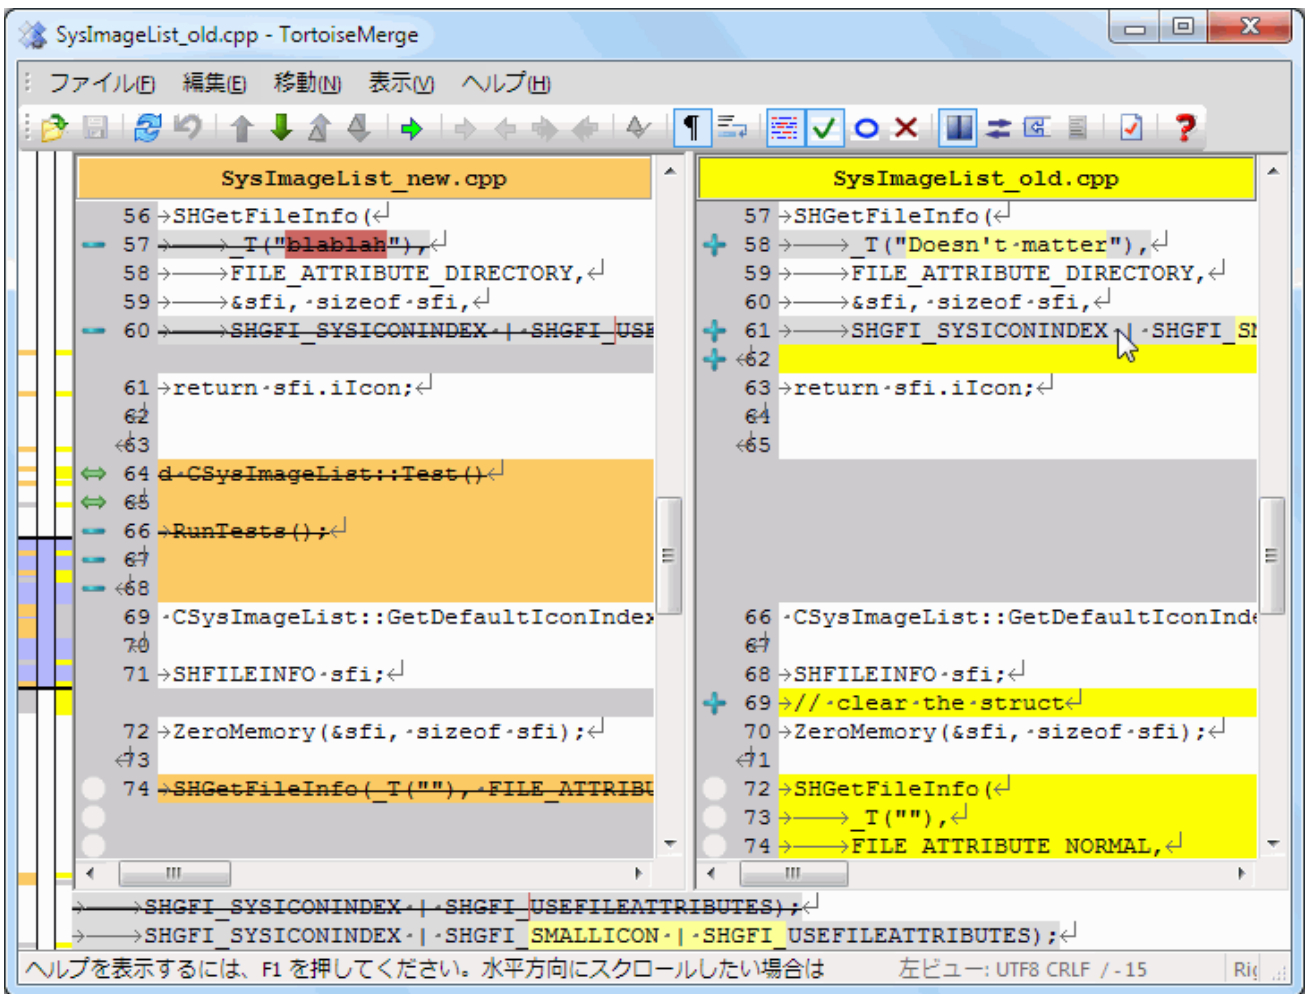 SysImageList_old.cpp - TortoiseMerge
ファイル(F) 編集(E) 移動(N) 表示(V) ヘルプ(H)
SysImageList_new.cpp
56 SHGetFileInfo(
57 _T("blablah"),
58 FILE_ATTRIBUTE_DIRECTORY,
59 &sfi, sizeof sfi,
60 SHGFI_SYSICONINDEX | SHGFI_USE
61 return sfi.iIcon;
62
63
64 d CSysImageList::Test()
65
66 RunTests();
67
68
69 CSysImageList::GetDefaultIconIndex
70
71 SHFILEINFO sfi;
72 ZeroMemory(&sfi, sizeof sfi);
73
74 SHGetFileInfo(_T(""), FILE_ATTRIBU
SysImageList_old.cpp
57 SHGetFileInfo(
58 _T("Doesn't matter"),
59 FILE_ATTRIBUTE_DIRECTORY,
60 &sfi, sizeof sfi,
61 SHGFI_SYSICONINDEX | SHGFI_SM
62
63 return sfi.iIcon;
64
65
66 CSysImageList::GetDefaultIconInde
67
68 SHFILEINFO sfi;
69 // clear the struct
70 ZeroMemory(&sfi, sizeof sfi);
71
72 SHGetFileInfo(
73 _T(""),
74 FILE_ATTRIBUTE_NORMAL,
SHGFI_SYSICONINDEX | SHGFI_USEFILEATTRIBUTES);
SHGFI_SYSICONINDEX | SHGFI_SMALLICON | SHGFI_USEFILEATTRIBUTES);
ヘルプを表示するには、F1 を押してください。水平方向にスクロールしたい場合は 左ビュー: UTF8 CRLF / - 15 Rig